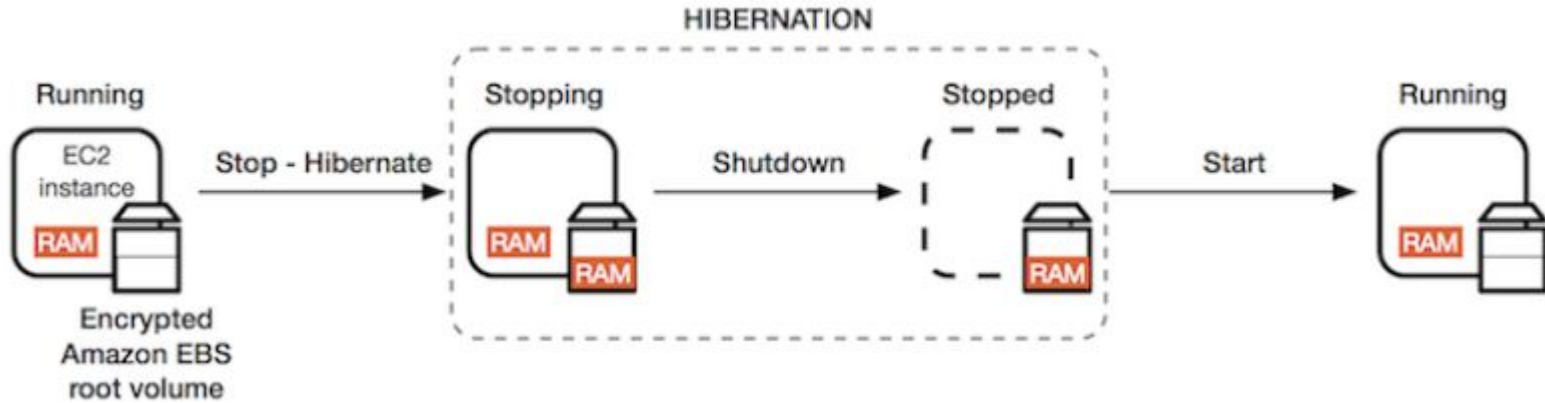 HIBERNATION
Running
Stopping
Stopped
Running
EC2
instance
Stop - Hibernate
Shutdown
Start
RAM
RAM
RAM
RAM
RAM
Encrypted
Amazon EBS
root volume